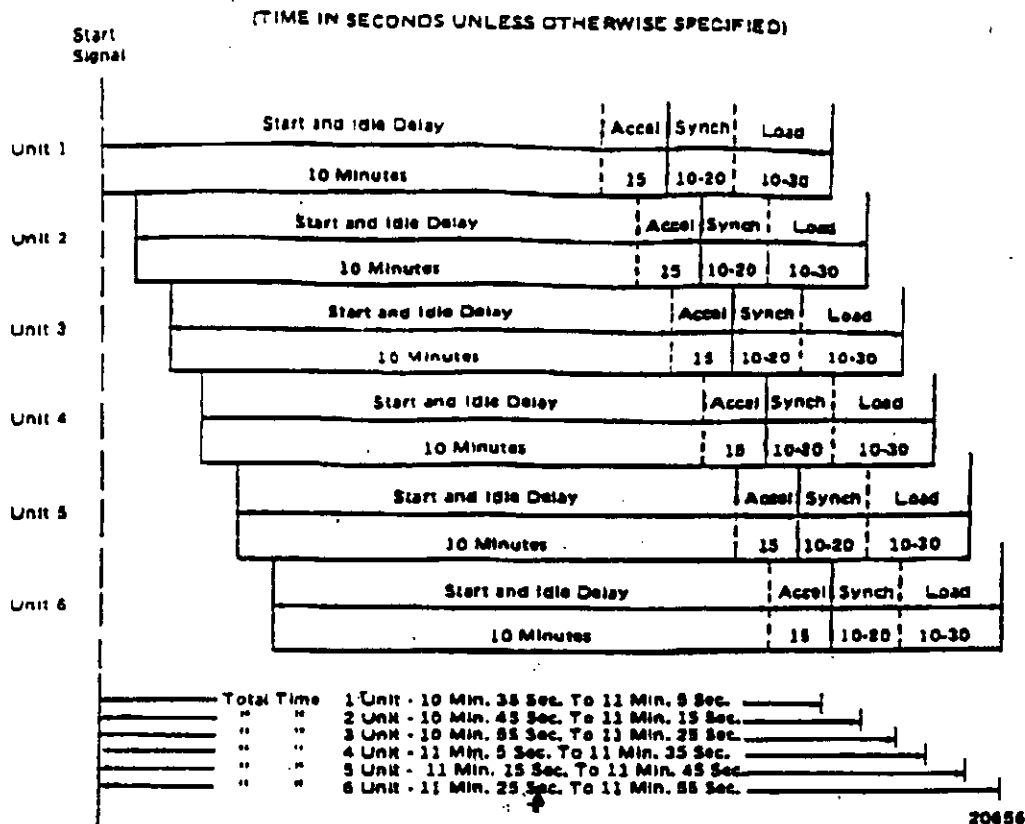 (TIME IN SECONDS UNLESS OTHERWISE SPECIFIED)
Start
Signal
Unit 1
Start and Idle Delay Accel Synch Load
10 Minutes 15 10-20 10-30
Unit 2
Start and Idle Delay Accel Synch Load
10 Minutes 15 10-20 10-30
Unit 3
Start and Idle Delay Accel Synch Load
10 Minutes 15 10-20 10-30
Unit 4
Start and Idle Delay Accel Synch Load
10 Minutes 15 10-20 10-30
Unit 5
Start and Idle Delay Accel Synch Load
10 Minutes 15 10-20 10-30
Unit 6
Start and Idle Delay Accel Synch Load
10 Minutes 15 10-20 10-30
Total Time 1 Unit - 10 Min. 35 Sec. To 11 Min. 5 Sec.
" " 2 Unit - 10 Min. 45 Sec. To 11 Min. 15 Sec.
" " 3 Unit - 10 Min. 55 Sec. To 11 Min. 25 Sec.
" " 4 Unit - 11 Min. 5 Sec. To 11 Min. 35 Sec.
" " 5 Unit - 11 Min. 15 Sec. To 11 Min. 45 Sec.
" " 6 Unit - 11 Min. 25 Sec. To 11 Min. 55 Sec.
20656